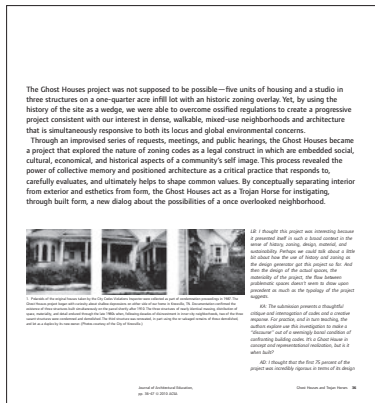 The Ghost Houses project was not supposed to be possible—five units of housing and a studio in
three structures on a one-quarter acre infill lot with an historic zoning overlay. Yet, by using the
history of the site as a wedge, we were able to overcome ossified regulations to create a progressive
project consistent with our interest in dense, walkable, mixed-use neighborhoods and architecture
that is simultaneously responsive to both its locus and global environmental concerns.
Through an improvised series of requests, meetings, and public hearings, the Ghost Houses became
a project that explored the nature of zoning codes as a legal construct in which are embedded social,
cultural, economical, and historical aspects of a community's self image. This process revealed the
power of collective memory and positioned architecture as a critical practice that responds to,
carefully evaluates, and ultimately helps to shape common values. By conceptually separating interior
from exterior and esthetics from form, the Ghost Houses act as a Trojan Horse for instigating,
through built form, a new dialog about the possibilities of a once overlooked neighborhood.
LB: I thought this project was interesting because
it presented itself in such a broad context in the
sense of history, zoning, design, material, and
sustainability. Perhaps we could talk about a little
bit about how the use of history and zoning as
the design generator got this project so far. And
then the design of the actual spaces, the
materiality of the project, the flow between
problematic spaces doesn't seem to draw upon
precedent as much as the typology of the project
suggests.
KA: The submission presents a thoughtful
critique and interrogation of codes and a creative
response. For practice, and in turn teaching, the
authors explore use this investigation to make a
"discourse" out of a seemingly banal condition of
confronting building codes. It's a Ghost House in
concept and representational realization, but is it
when built?
AD: I thought that the first 75 percent of the
project was incredibly rigorous in terms of its design
Journal of Architectural Education,
pp. 36–47 © 2010 ACSA
Ghost Houses and Trojan Horses 36